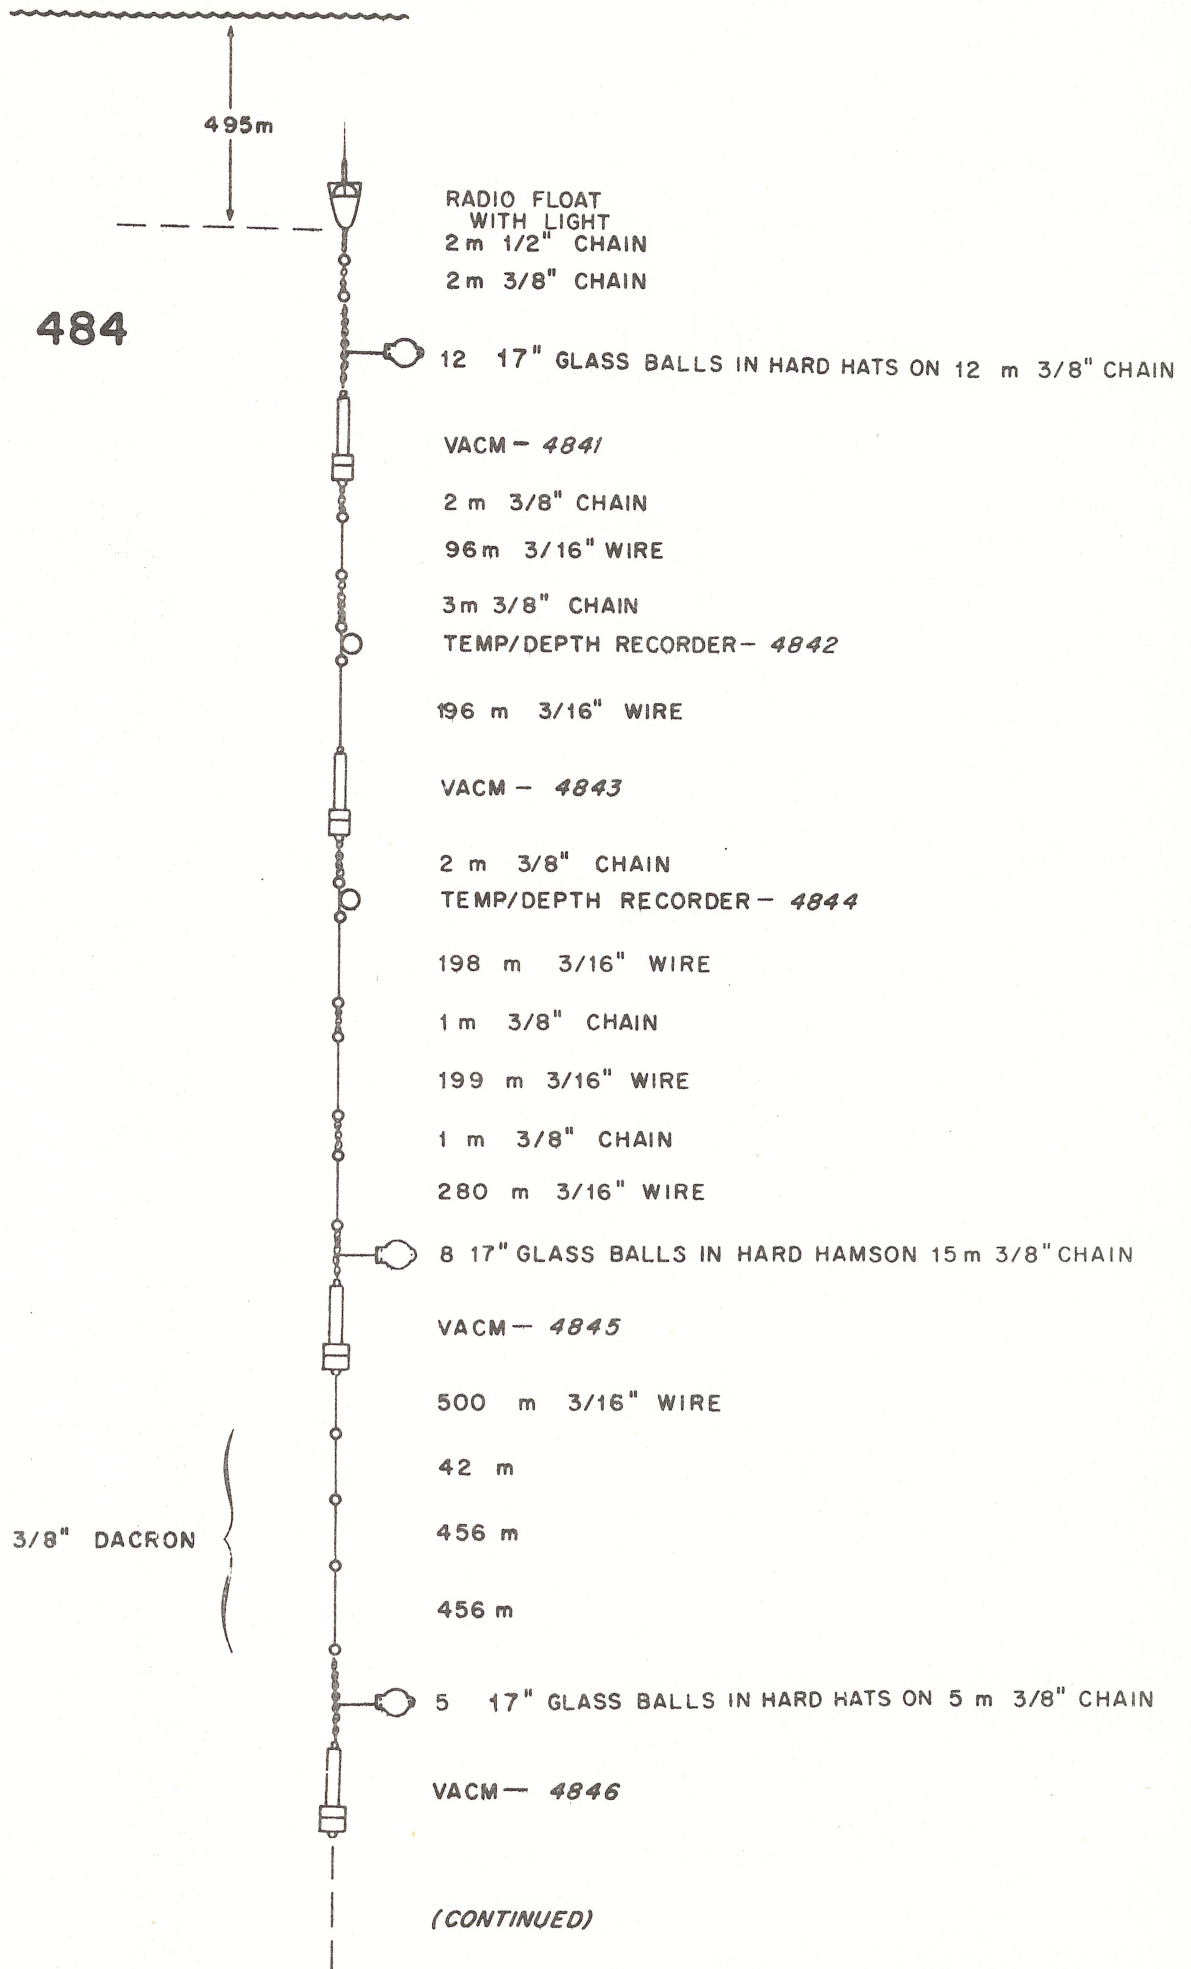 495m
RADIO FLOAT
WITH LIGHT
2m 1/2" CHAIN
2m 3/8" CHAIN
484
12 17" GLASS BALLS IN HARD HATS ON 12 m 3/8" CHAIN
VACM - 4841
2 m 3/8" CHAIN
96m 3/16" WIRE
3m 3/8" CHAIN
TEMP/DEPTH RECORDER - 4842
196 m 3/16" WIRE
VACM - 4843
2 m 3/8" CHAIN
TEMP/DEPTH RECORDER - 4844
198 m 3/16" WIRE
1 m 3/8" CHAIN
199 m 3/16" WIRE
1 m 3/8" CHAIN
280 m 3/16" WIRE
8 17" GLASS BALLS IN HARD HAMSON 15m 3/8" CHAIN
VACM - 4845
500 m 3/16" WIRE
42 m
456 m
3/8" DACRON
456 m
5 17" GLASS BALLS IN HARD HATS ON 5 m 3/8" CHAIN
VACM - 4846
(CONTINUED)